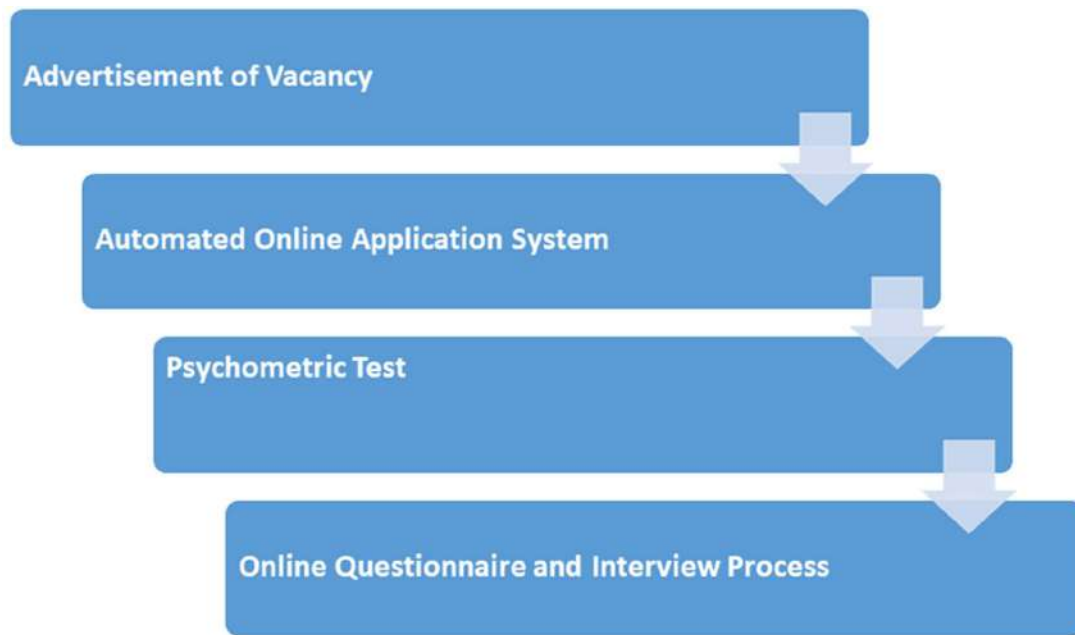 Advertisement of Vacancy
Automated Online Application System
Psychometric Test
Online Questionnaire and Interview Process